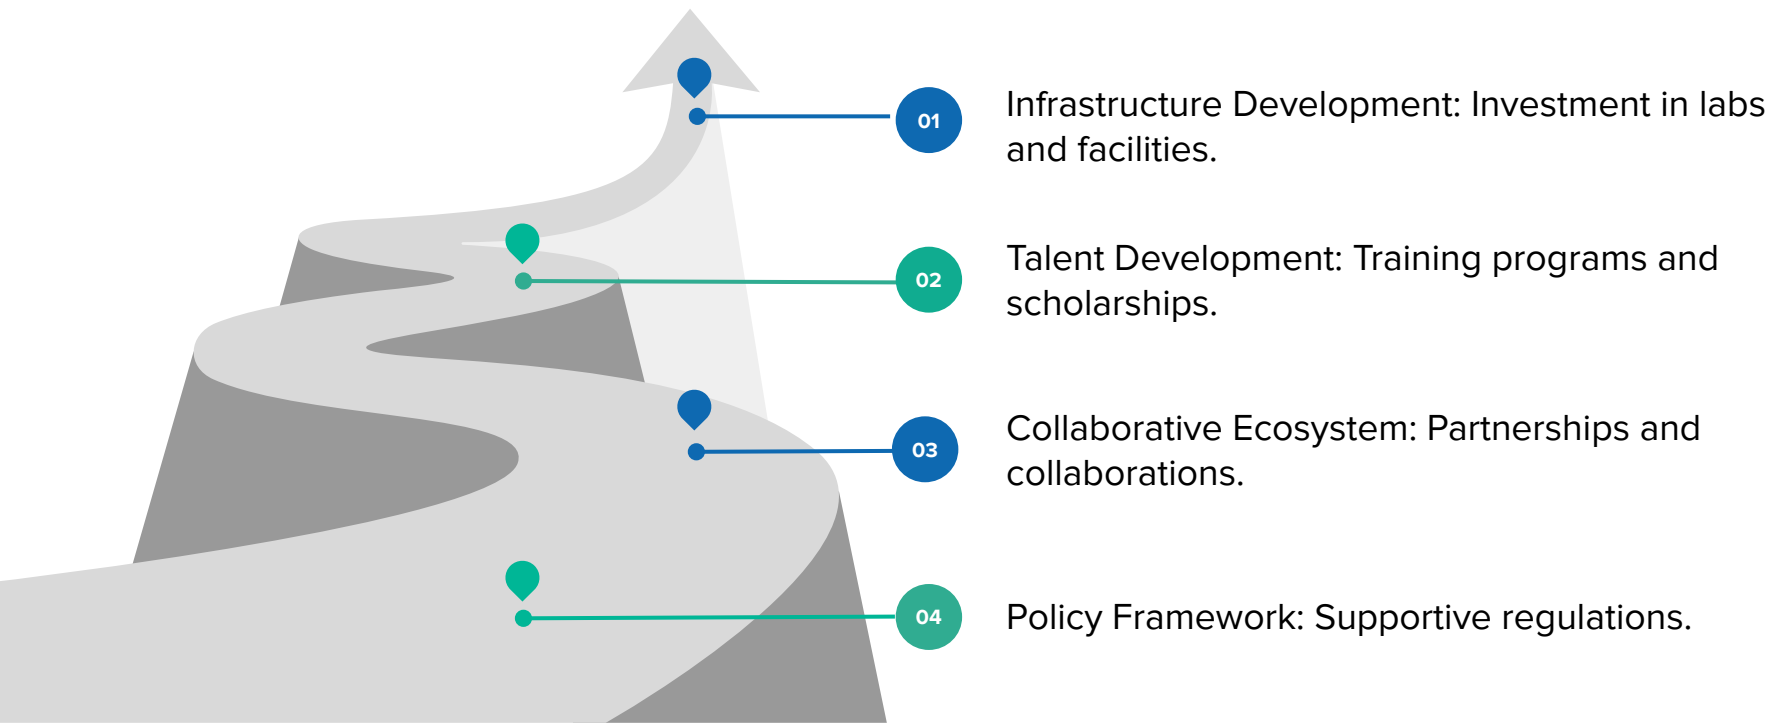 01
Infrastructure Development: Investment in labs
and facilities.
02
Talent Development: Training programs and
scholarships.
03
Collaborative Ecosystem: Partnerships and
collaborations.
04
Policy Framework: Supportive regulations.